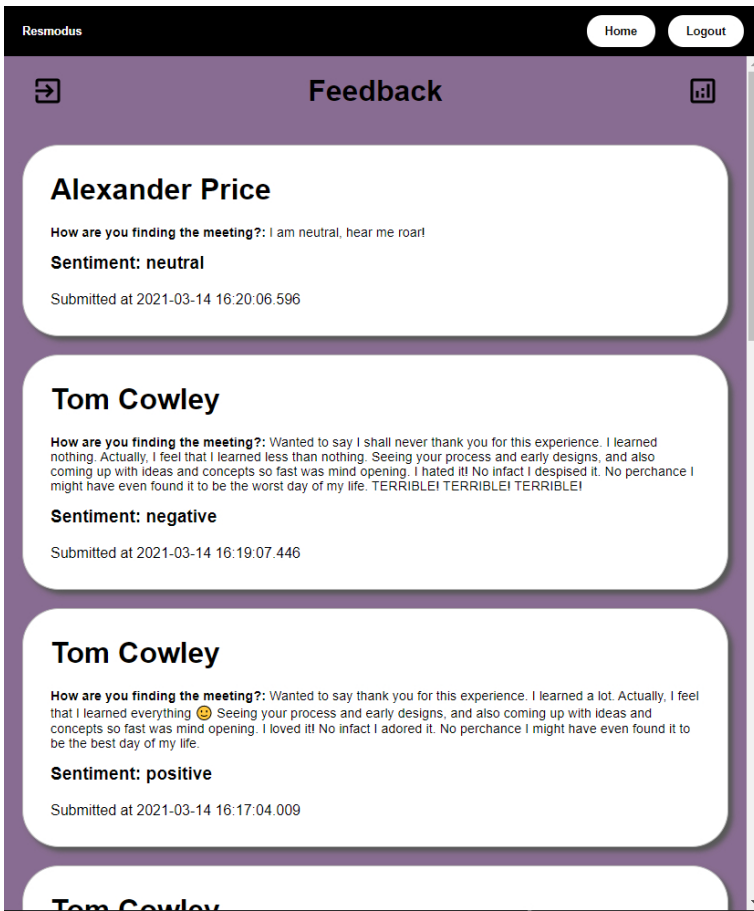 Resmodus
Home
Logout
Feedback
Alexander Price
How are you finding the meeting?: I am neutral, hear me roar!
Sentiment: neutral
Submitted at 2021-03-14 16:20:06.596
Tom Cowley
How are you finding the meeting?: Wanted to say I shall never thank you for this experience. I learned
nothing. Actually, I feel that I learned less than nothing. Seeing your process and early designs, and also
coming up with ideas and concepts so fast was mind opening. I hated it! No infact I despised it. No perchance I
might have even found it to be the worst day of my life. TERRIBLE! TERRIBLE! TERRIBLE!
Sentiment: negative
Submitted at 2021-03-14 16:19:07.446
Tom Cowley
How are you finding the meeting?: Wanted to say thank you for this experience. I learned a lot. Actually, I feel
that I learned everything 🙂 Seeing your process and early designs, and also coming up with ideas and
concepts so fast was mind opening. I loved it! No infact I adored it. No perchance I might have even found it to
be the best day of my life.
Sentiment: positive
Submitted at 2021-03-14 16:17:04.009
Tom Cowley